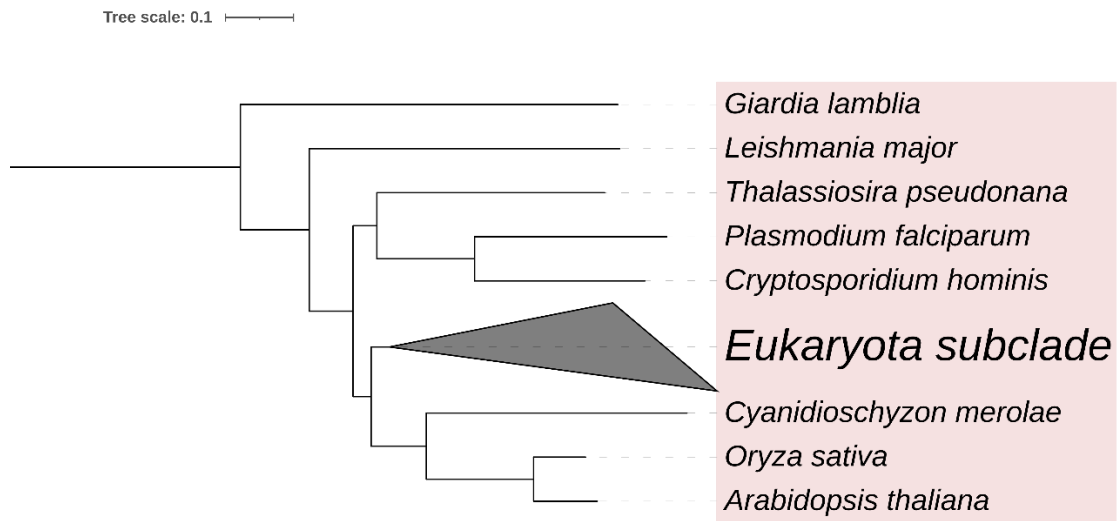 Tree scale: 0.1
Giardia lamblia
Leishmania major
Thalassiosira pseudonana
Plasmodium falciparum
Cryptosporidium hominis
Eukaryota subclade
Cyanidioschyzon merolae
Oryza sativa
Arabidopsis thaliana